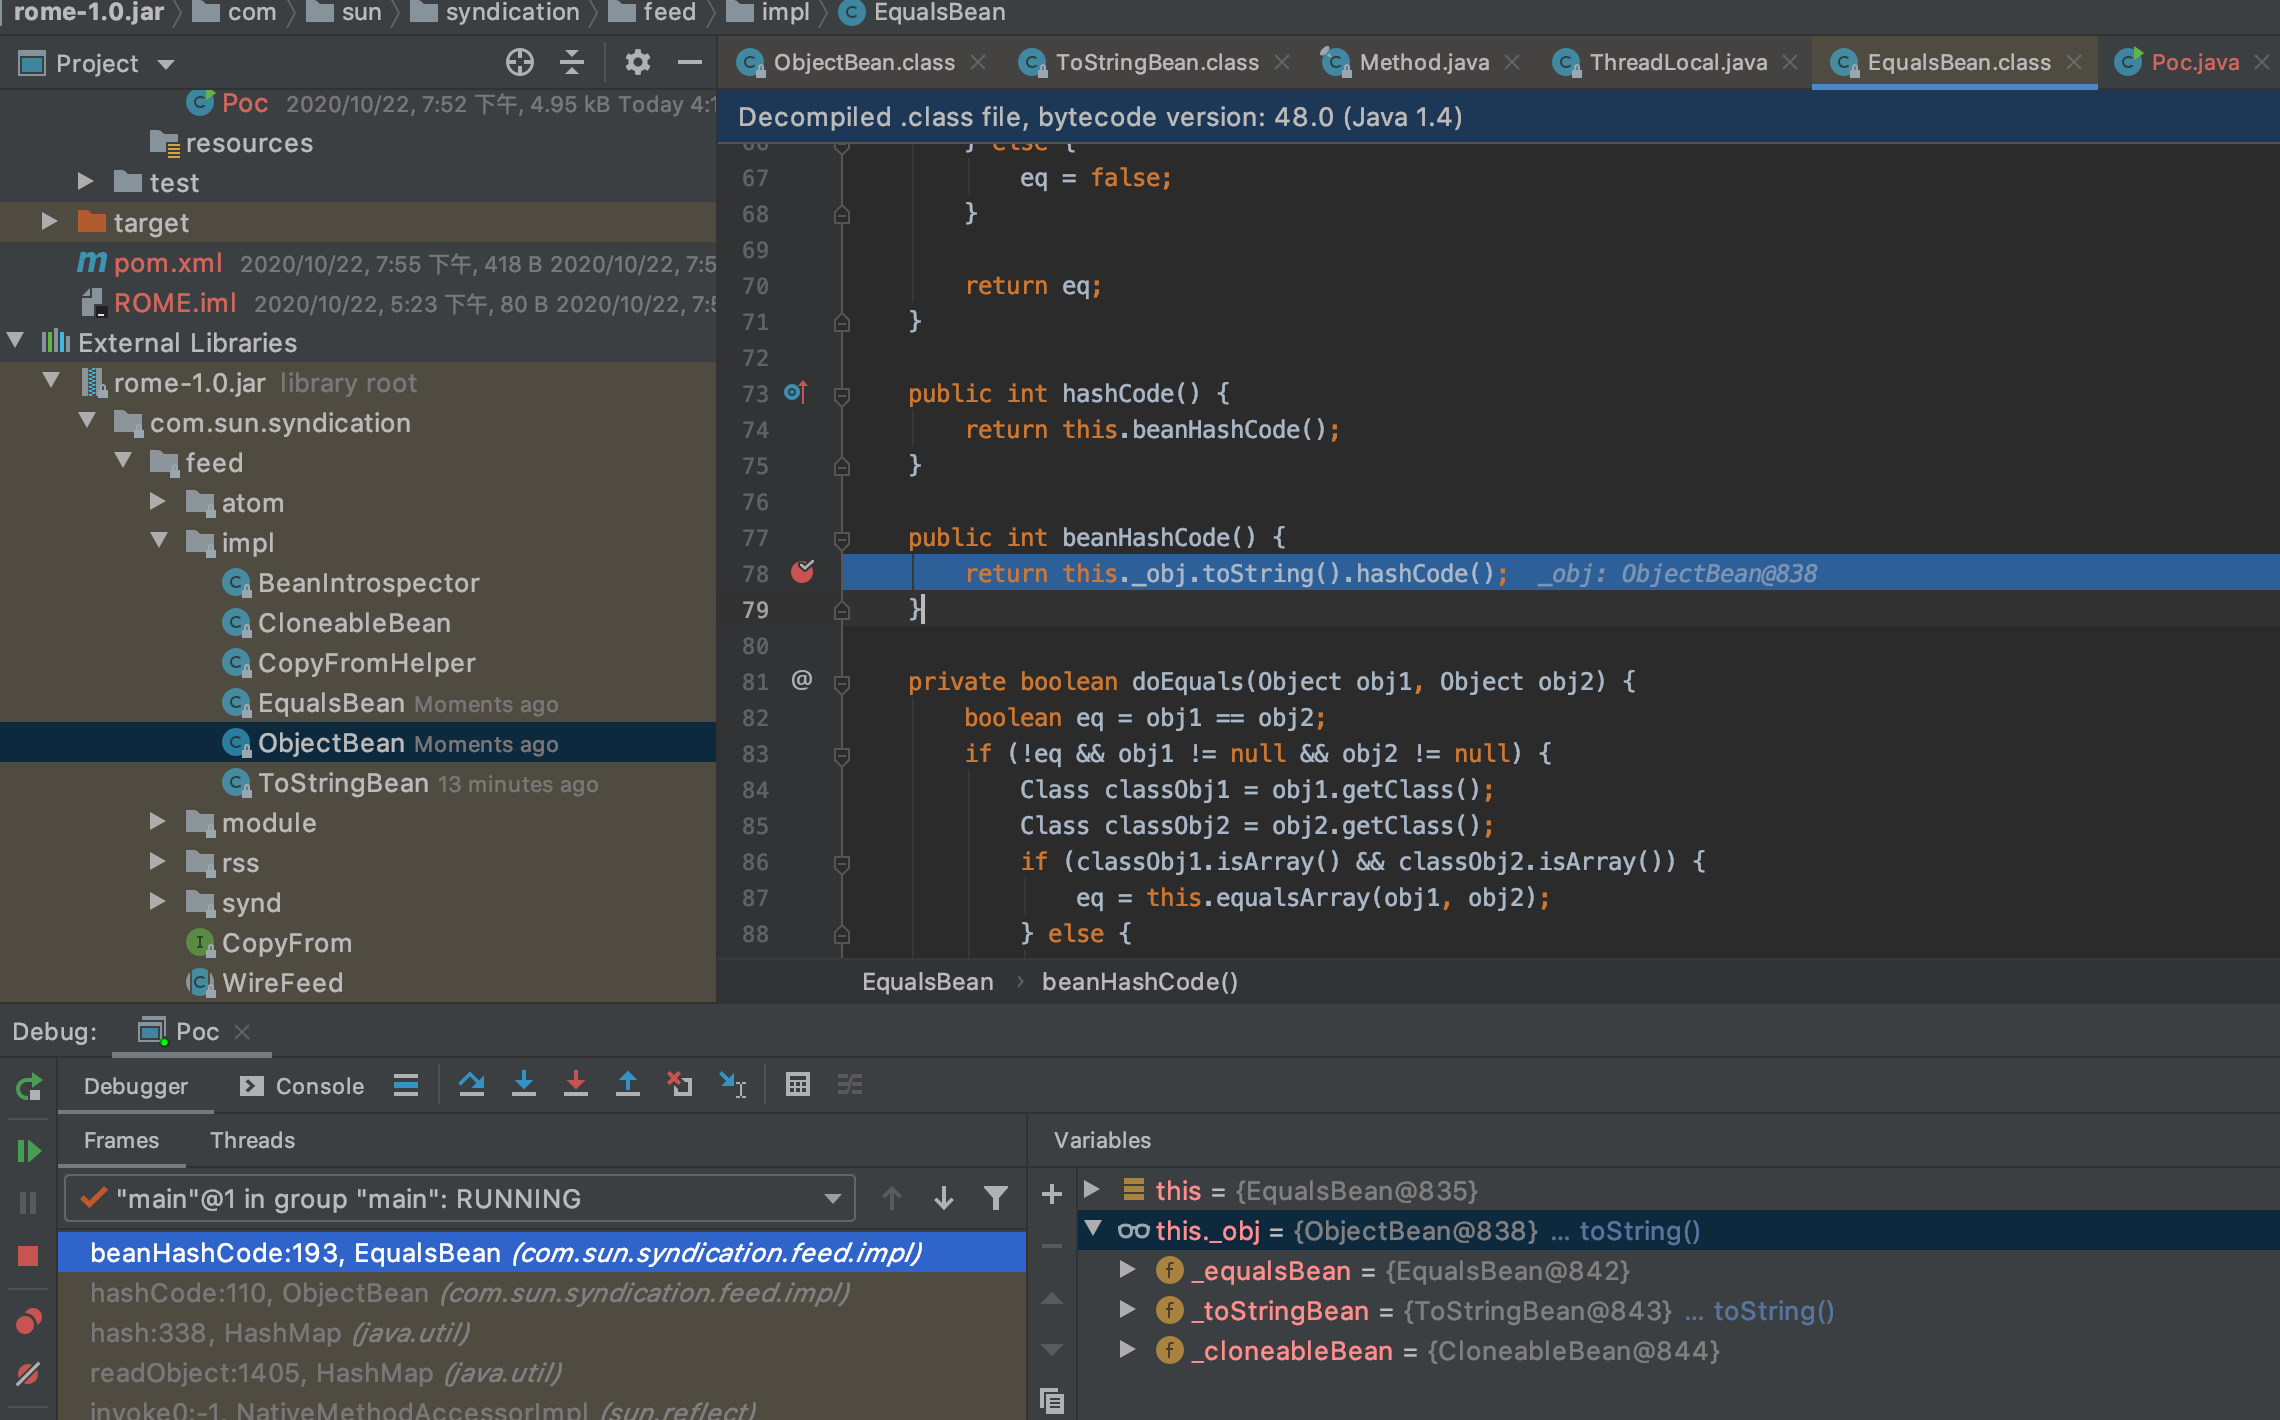 rome-1.0.jar com sun syndication feed impl EqualsBean
Project
ObjectBean.class ToStringBean.class Method.java ThreadLocal.java EqualsBean.class Poc.java
Poc 2020/10/22, 7:52 下午, 4.95 kB Today 4:1
resources
test
target
pom.xml 2020/10/22, 7:55 下午, 418 B 2020/10/22, 7:5
ROME.iml 2020/10/22, 5:23 下午, 80 B 2020/10/22, 7:5
External Libraries
rome-1.0.jar library root
com.sun.syndication
feed
atom
impl
BeanIntrospector
CloneableBean
CopyFromHelper
EqualsBean Moments ago
ObjectBean Moments ago
ToStringBean 13 minutes ago
module
rss
synd
CopyFrom
WireFeed
Decompiled .class file, bytecode version: 48.0 (Java 1.4)
66 } else {
67 eq = false;
68 }
69
70 return eq;
71 }
72
73 public int hashCode() {
74 return this.beanHashCode();
75 }
76
77 public int beanHashCode() {
78 return this._obj.toString().hashCode(); _obj: ObjectBean@838
79 }
80
81 @ private boolean doEquals(Object obj1, Object obj2) {
82 boolean eq = obj1 == obj2;
83 if (!eq && obj1 != null && obj2 != null) {
84 Class classObj1 = obj1.getClass();
85 Class classObj2 = obj2.getClass();
86 if (classObj1.isArray() && classObj2.isArray()) {
87 eq = this.equalsArray(obj1, obj2);
88 } else {
EqualsBean › beanHashCode()
Debug: Poc
Debugger Console
Frames Threads
"main"@1 in group "main": RUNNING
beanHashCode:193, EqualsBean (com.sun.syndication.feed.impl)
hashCode:110, ObjectBean (com.sun.syndication.feed.impl)
hash:338, HashMap (java.util)
readObject:1405, HashMap (java.util)
invoke0:-1, NativeMethodAccessorImpl (sun.reflect)
Variables
this = {EqualsBean@835}
this._obj = {ObjectBean@838} ... toString()
_equalsBean = {EqualsBean@842}
_toStringBean = {ToStringBean@843} ... toString()
_cloneableBean = {CloneableBean@844}